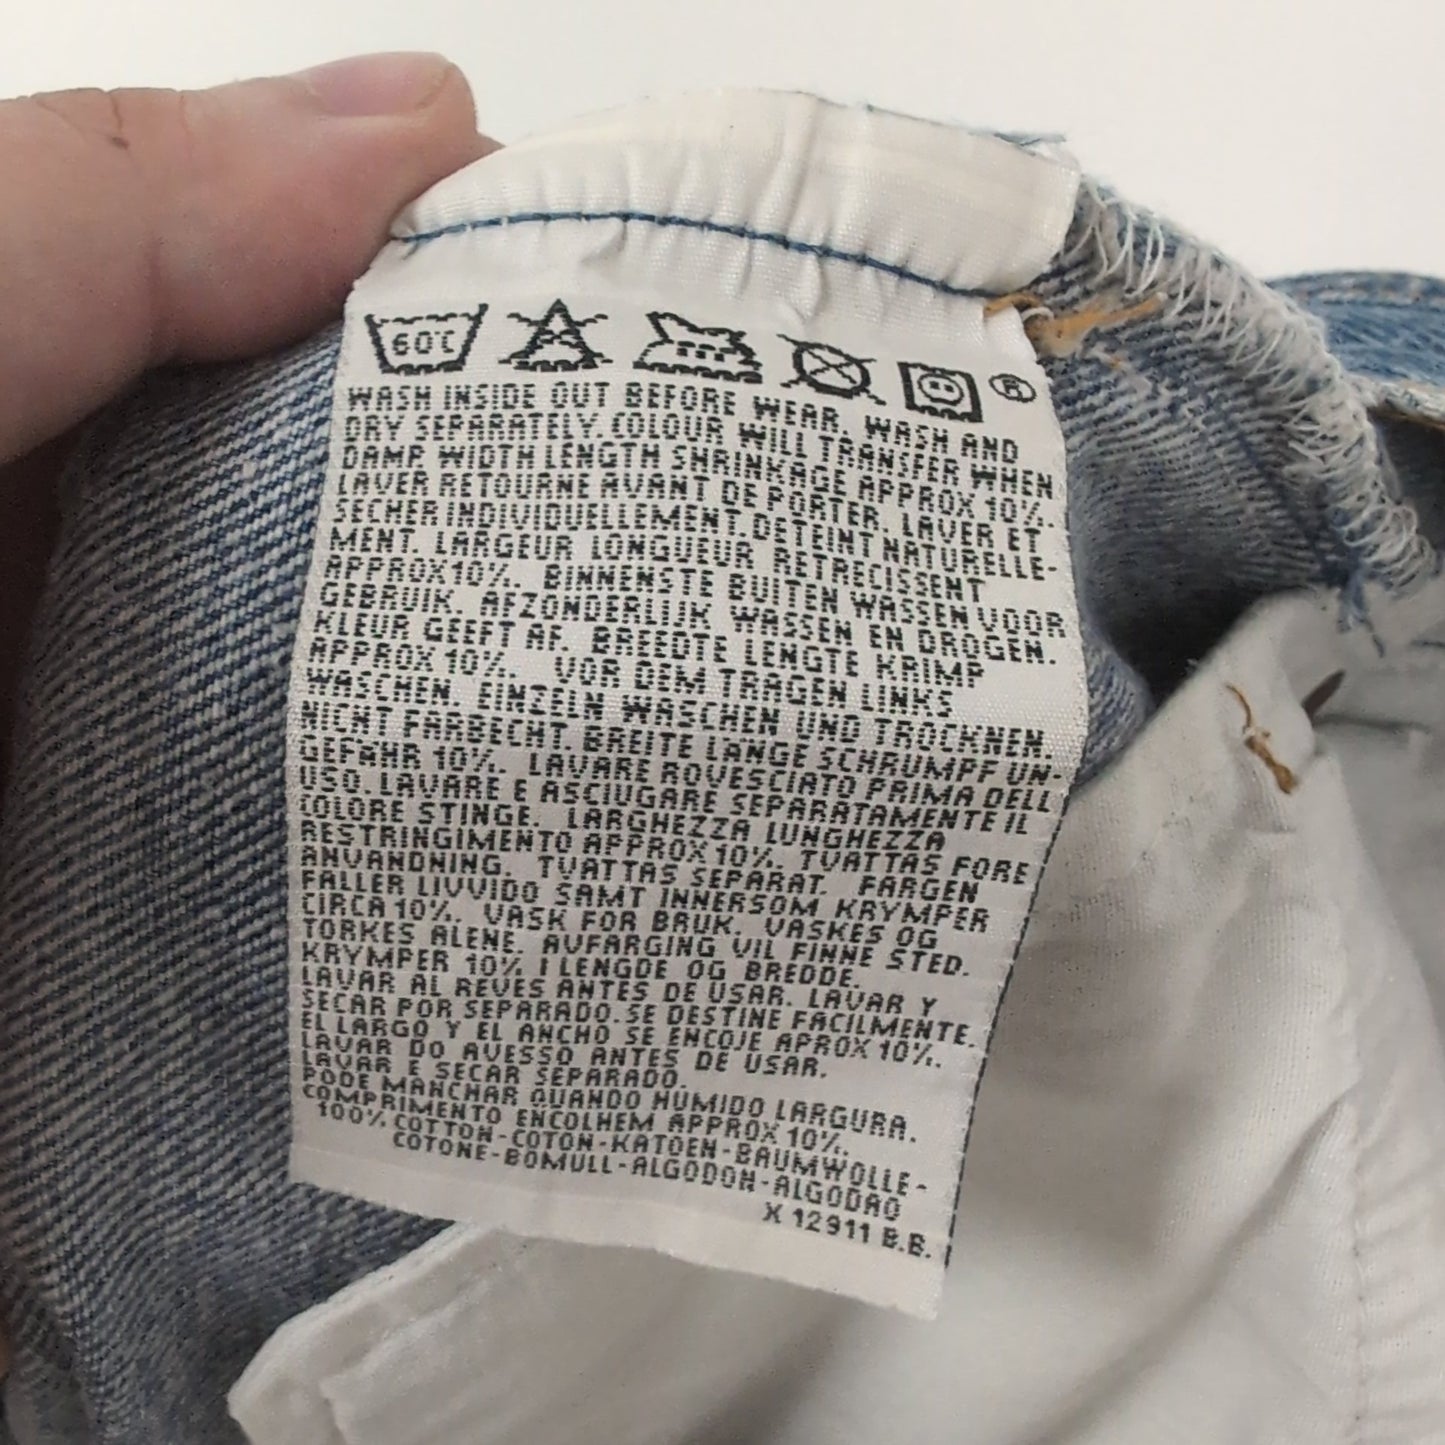 60°C
®
WASH INSIDE OUT BEFORE WEAR. WASH AND
DRY SEPARATELY. COLOUR WILL TRANSFER WHEN
DAMP. WIDTH LENGTH SHRINKAGE APPROX 10%.
LAVER RETOURNE AVANT DE PORTER. LAVER ET
SECHER INDIVIDUELLEMENT. DETEINT NATURELLE-
MENT. LARGEUR LONGUEUR RETRECISSENT
APPROX 10%. BINNENSTE BUITEN WASSEN VOOR
GEBRUIK. AFZONDERLIJK WASSEN EN DROGEN.
KLEUR GEEFT AF. BREEDTE LENGTE KRIMP
APPROX 10%. VOR DEM TRAGEN LINKS
WASCHEN. EINZELN WASCHEN UND TROCKNEN.
NICHT FARBECHT. BREITE LANGE SCHRUMPF UN-
GEFAHR 10%. LAVARE ROVESCIATO PRIMA DELL
USO. LAVARE E ASCIUGARE SEPARATAMENTE IL
COLORE STINGE. LARGHEZZA LUNGHEZZA
RESTRINGIMENTO APPROX 10%. TVATTAS FORE
ANVANDNING. TVATTAS SEPARAT. FARGEN
FALLER LIVVIDO SAMT INNERSOM KRYMPER
CIRCA 10%. VASK FOR BRUK. VASKES OG
TORKES ALENE. AVFARGING VIL FINNE STED.
KRYMPER 10% I LENGDE OG BREDDE.
LAVAR AL REVES ANTES DE USAR. LAVAR Y
SECAR POR SEPARADO. SE DESTINE FACILMENTE.
EL LARGO Y EL ANCHO SE ENCOJE APROX 10%.
LAVAR DO AVESSO ANTES DE USAR.
LAVAR E SECAR SEPARADO.
PODE MANCHAR QUANDO HUMIDO LARGURA.
COMPRIMENTO ENCOLHEM APPROX 10%.
100% COTTON-COTON-KATOEN-BAUMWOLLE-
COTONE-BOMULL-ALGODON-ALGODAO
X 12911 B.B.